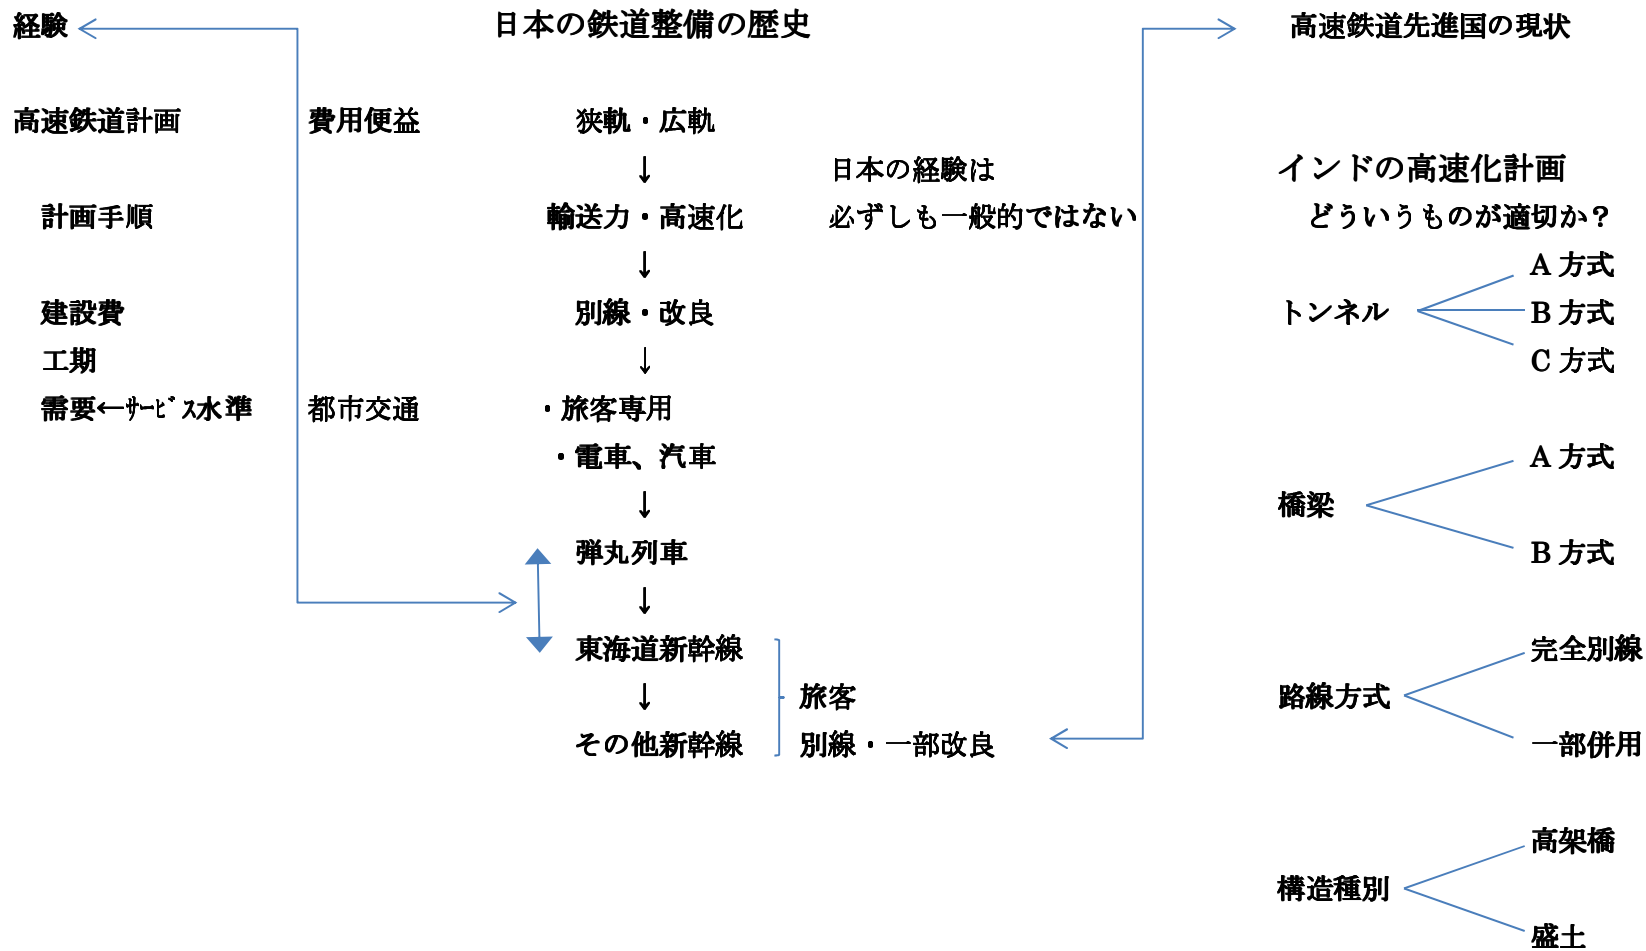 経験
日本の鉄道整備の歴史
高速鉄道先進国の現状
高速鉄道計画
費用便益
狭軌・広軌
↓
日本の経験は
インドの高速化計画
計画手順
輸送力・高速化
必ずしも一般的ではない
どういうものが適切か?
↓
A 方式
建設費
別線・改良
トンネル
B 方式
工期
↓
C 方式
需要←サービス水準
都市交通
・旅客専用
・電車、汽車
A 方式
↓
橋梁
弾丸列車
B 方式
↓
東海道新幹線
完全別線
↓
旅客
路線方式
その他新幹線
別線・一部改良
一部併用
高架橋
構造種別
盛土